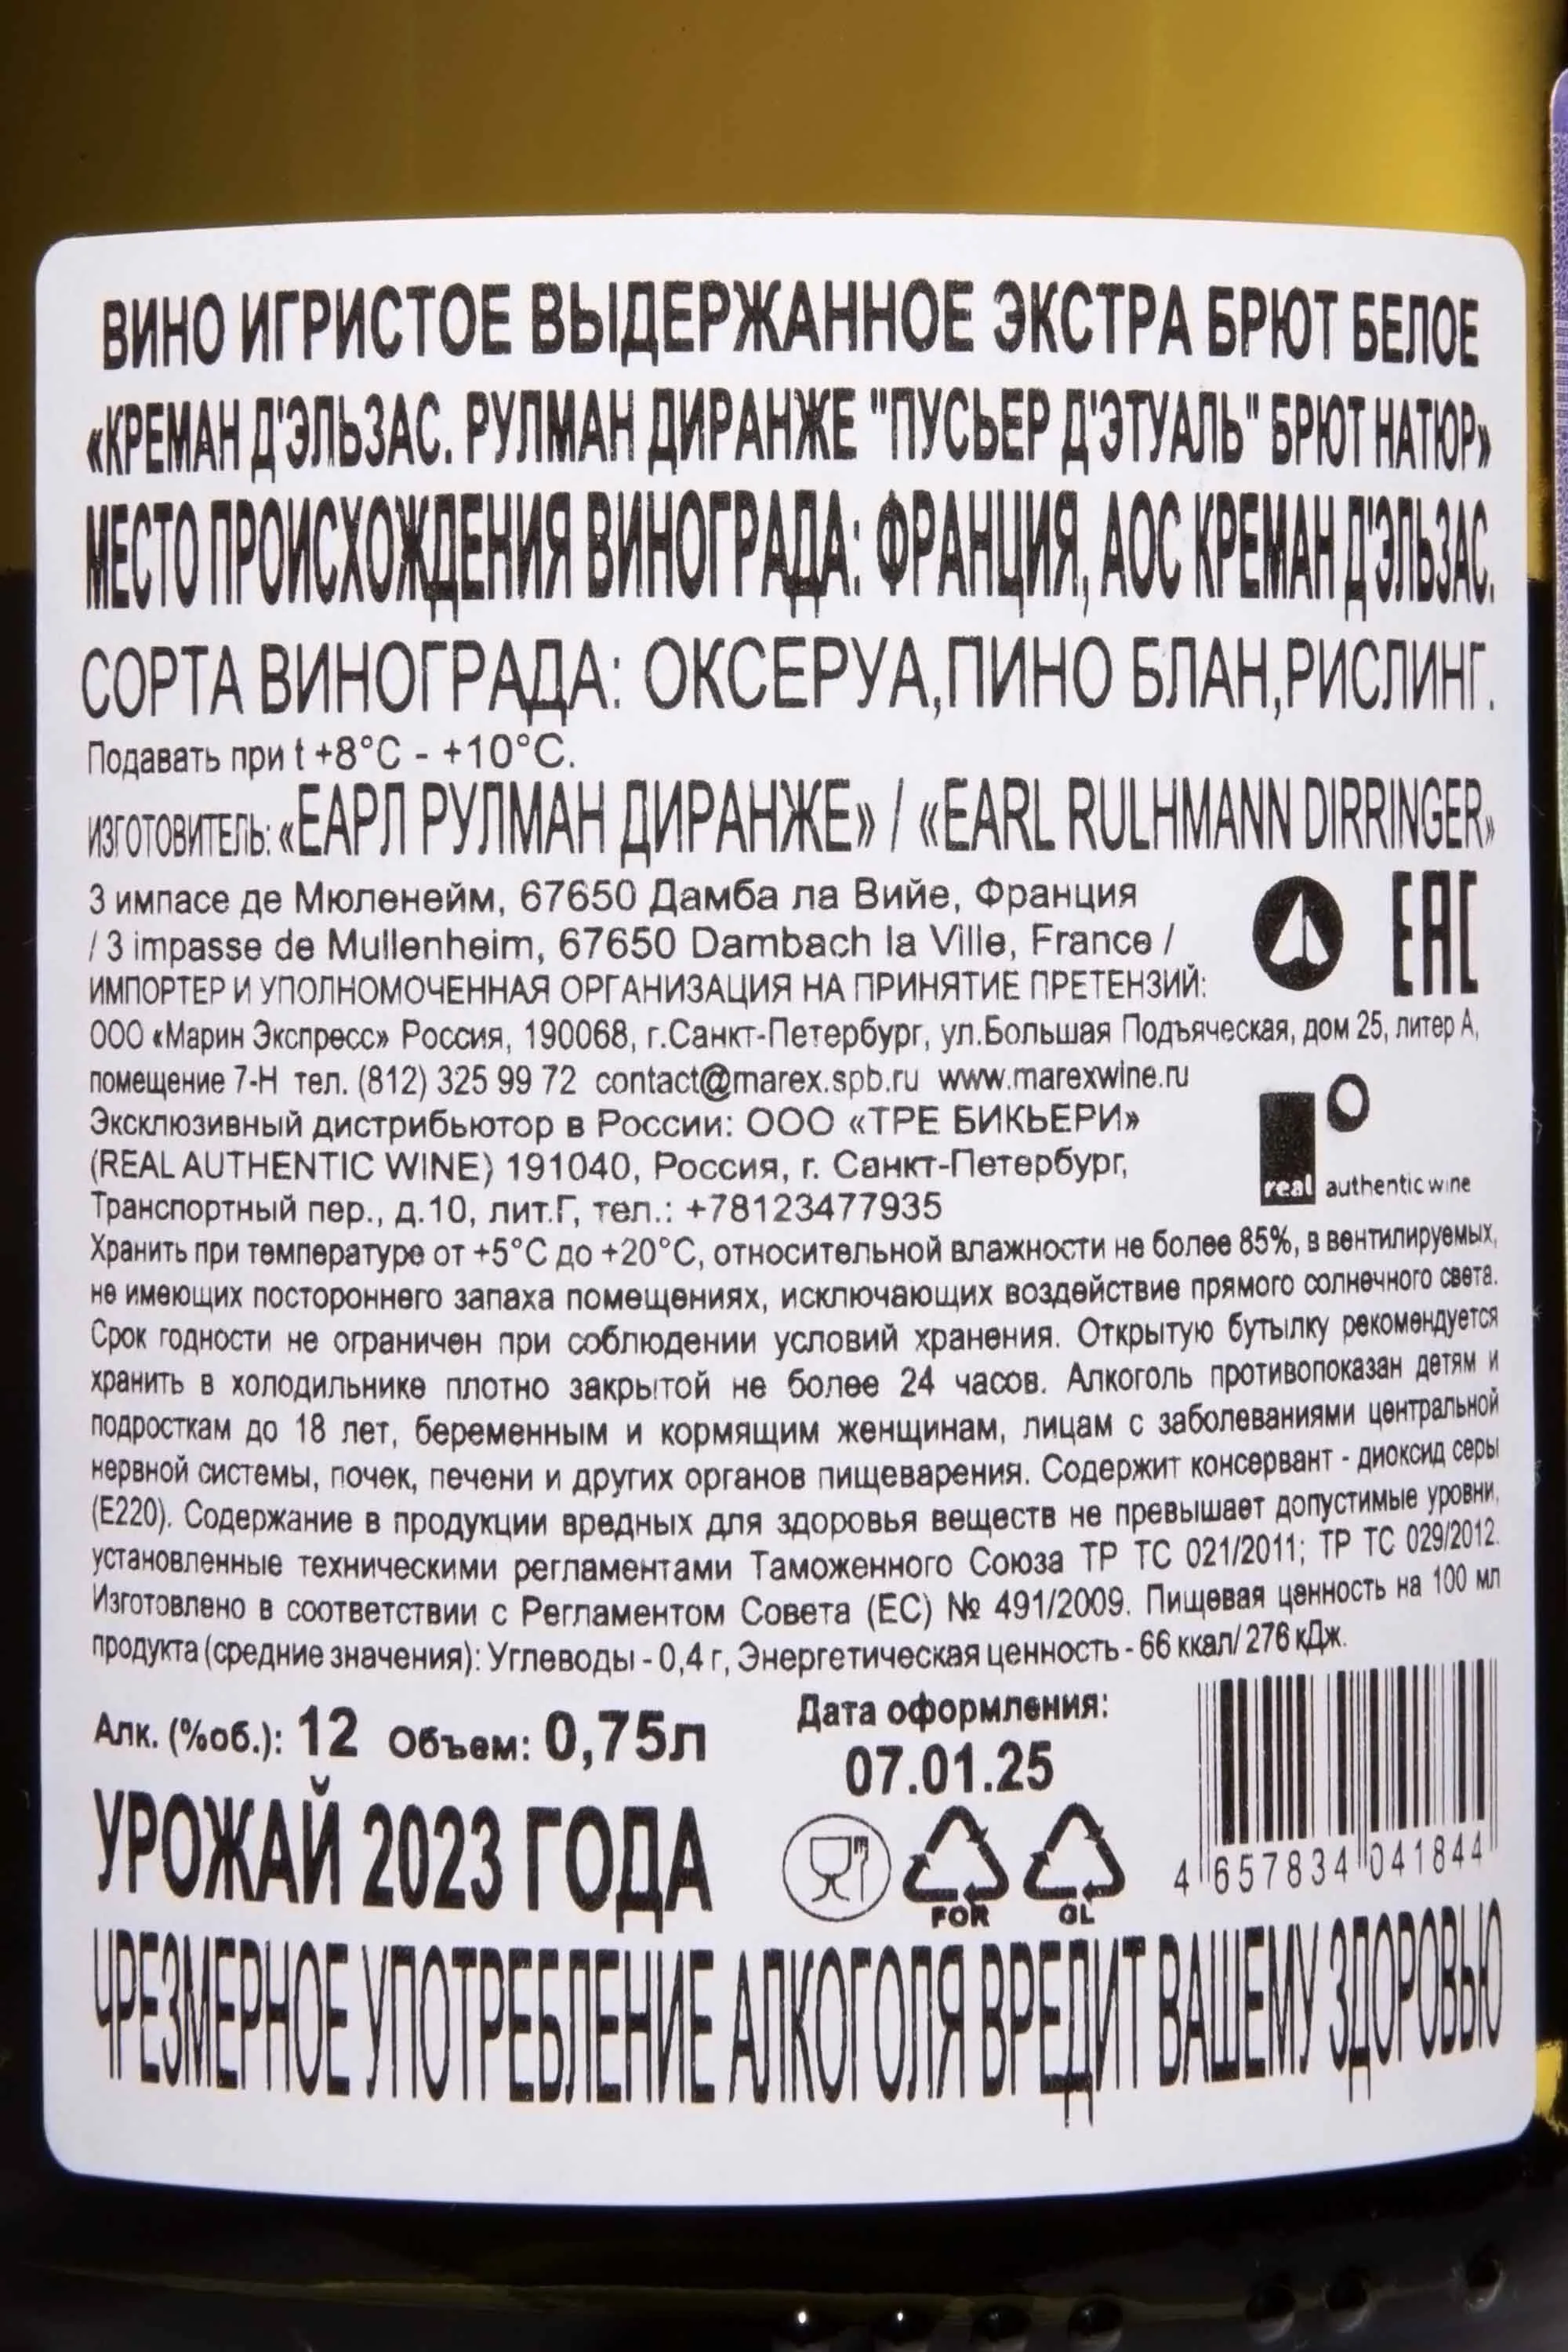 ВИНО ИГРИСТОЕ ВЫДЕРЖАННОЕ ЭКСТРА БРЮТ БЕЛОЕ
«КРЕМАН Д'ЭЛЬЗАС. РУЛМАН ДИРАНЖЕ "ПУСЬЕР Д'ЭТУАЛЬ" БРЮТ НАТЮР»
МЕСТО ПРОИСХОЖДЕНИЯ ВИНОГРАДА: ФРАНЦИЯ, АОС КРЕМАН Д'ЭЛЬЗАС.
СОРТА ВИНОГРАДА: ОКСЕРУА,ПИНО БЛАН,РИСЛИНГ.
Подавать при t +8°C - +10°C.
ИЗГОТОВИТЕЛЬ: «ЕАРЛ РУЛМАН ДИРАНЖЕ» / «EARL RULHMANN DIRRINGER»
3 импасе де Мюленейм, 67650 Дамба ла Вийе, Франция
/ 3 impasse de Mullenheim, 67650 Dambach la Ville, France /
EAC
ИМПОРТЕР И УПОЛНОМОЧЕННАЯ ОРГАНИЗАЦИЯ НА ПРИНЯТИЕ ПРЕТЕНЗИЙ:
ООО «Марин Экспресс» Россия, 190068, г.Санкт-Петербург, ул.Большая Подъяческая, дом 25, литер А,
помещение 7-Н тел. (812) 325 99 72 contact@marex.spb.ru www.marexwine.ru
Эксклюзивный дистрибьютор в России: ООО «ТРЕ БИКЬЕРИ»
(REAL AUTHENTIC WINE) 191040, Россия, г. Санкт-Петербург,
Транспортный пер., д.10, лит.Г, тел.: +78123477935
real authentic wine
Хранить при температуре от +5°C до +20°C, относительной влажности не более 85%, в вентилируемых,
не имеющих постороннего запаха помещениях, исключающих воздействие прямого солнечного света.
Срок годности не ограничен при соблюдении условий хранения. Открытую бутылку рекомендуется
хранить в холодильнике плотно закрытой не более 24 часов. Алкоголь противопоказан детям и
подросткам до 18 лет, беременным и кормящим женщинам, лицам с заболеваниями центральной
нервной системы, почек, печени и других органов пищеварения. Содержит консервант - диоксид серы
(Е220). Содержание в продукции вредных для здоровья веществ не превышает допустимые уровни,
установленные техническими регламентами Таможенного Союза ТР ТС 021/2011; ТР ТС 029/2012.
Изготовлено в соответствии с Регламентом Совета (ЕС) № 491/2009. Пищевая ценность на 100 мл
продукта (средние значения): Углеводы - 0,4 г, Энергетическая ценность - 66 ккал/ 276 кДж.
Алк. (%об.): 12 Объем: 0,75л
Дата оформления:
07.01.25
УРОЖАЙ 2023 ГОДА
FOR GL
4 657834 041844
ЧРЕЗМЕРНОЕ УПОТРЕБЛЕНИЕ АЛКОГОЛЯ ВРЕДИТ ВАШЕМУ ЗДОРОВЬЮ